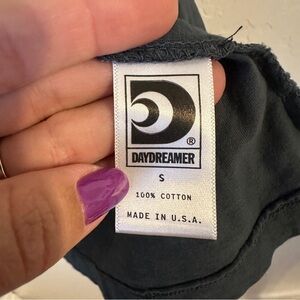 ®
DAYDREAMER
S
100% COTTON
MADE IN U.S.A.